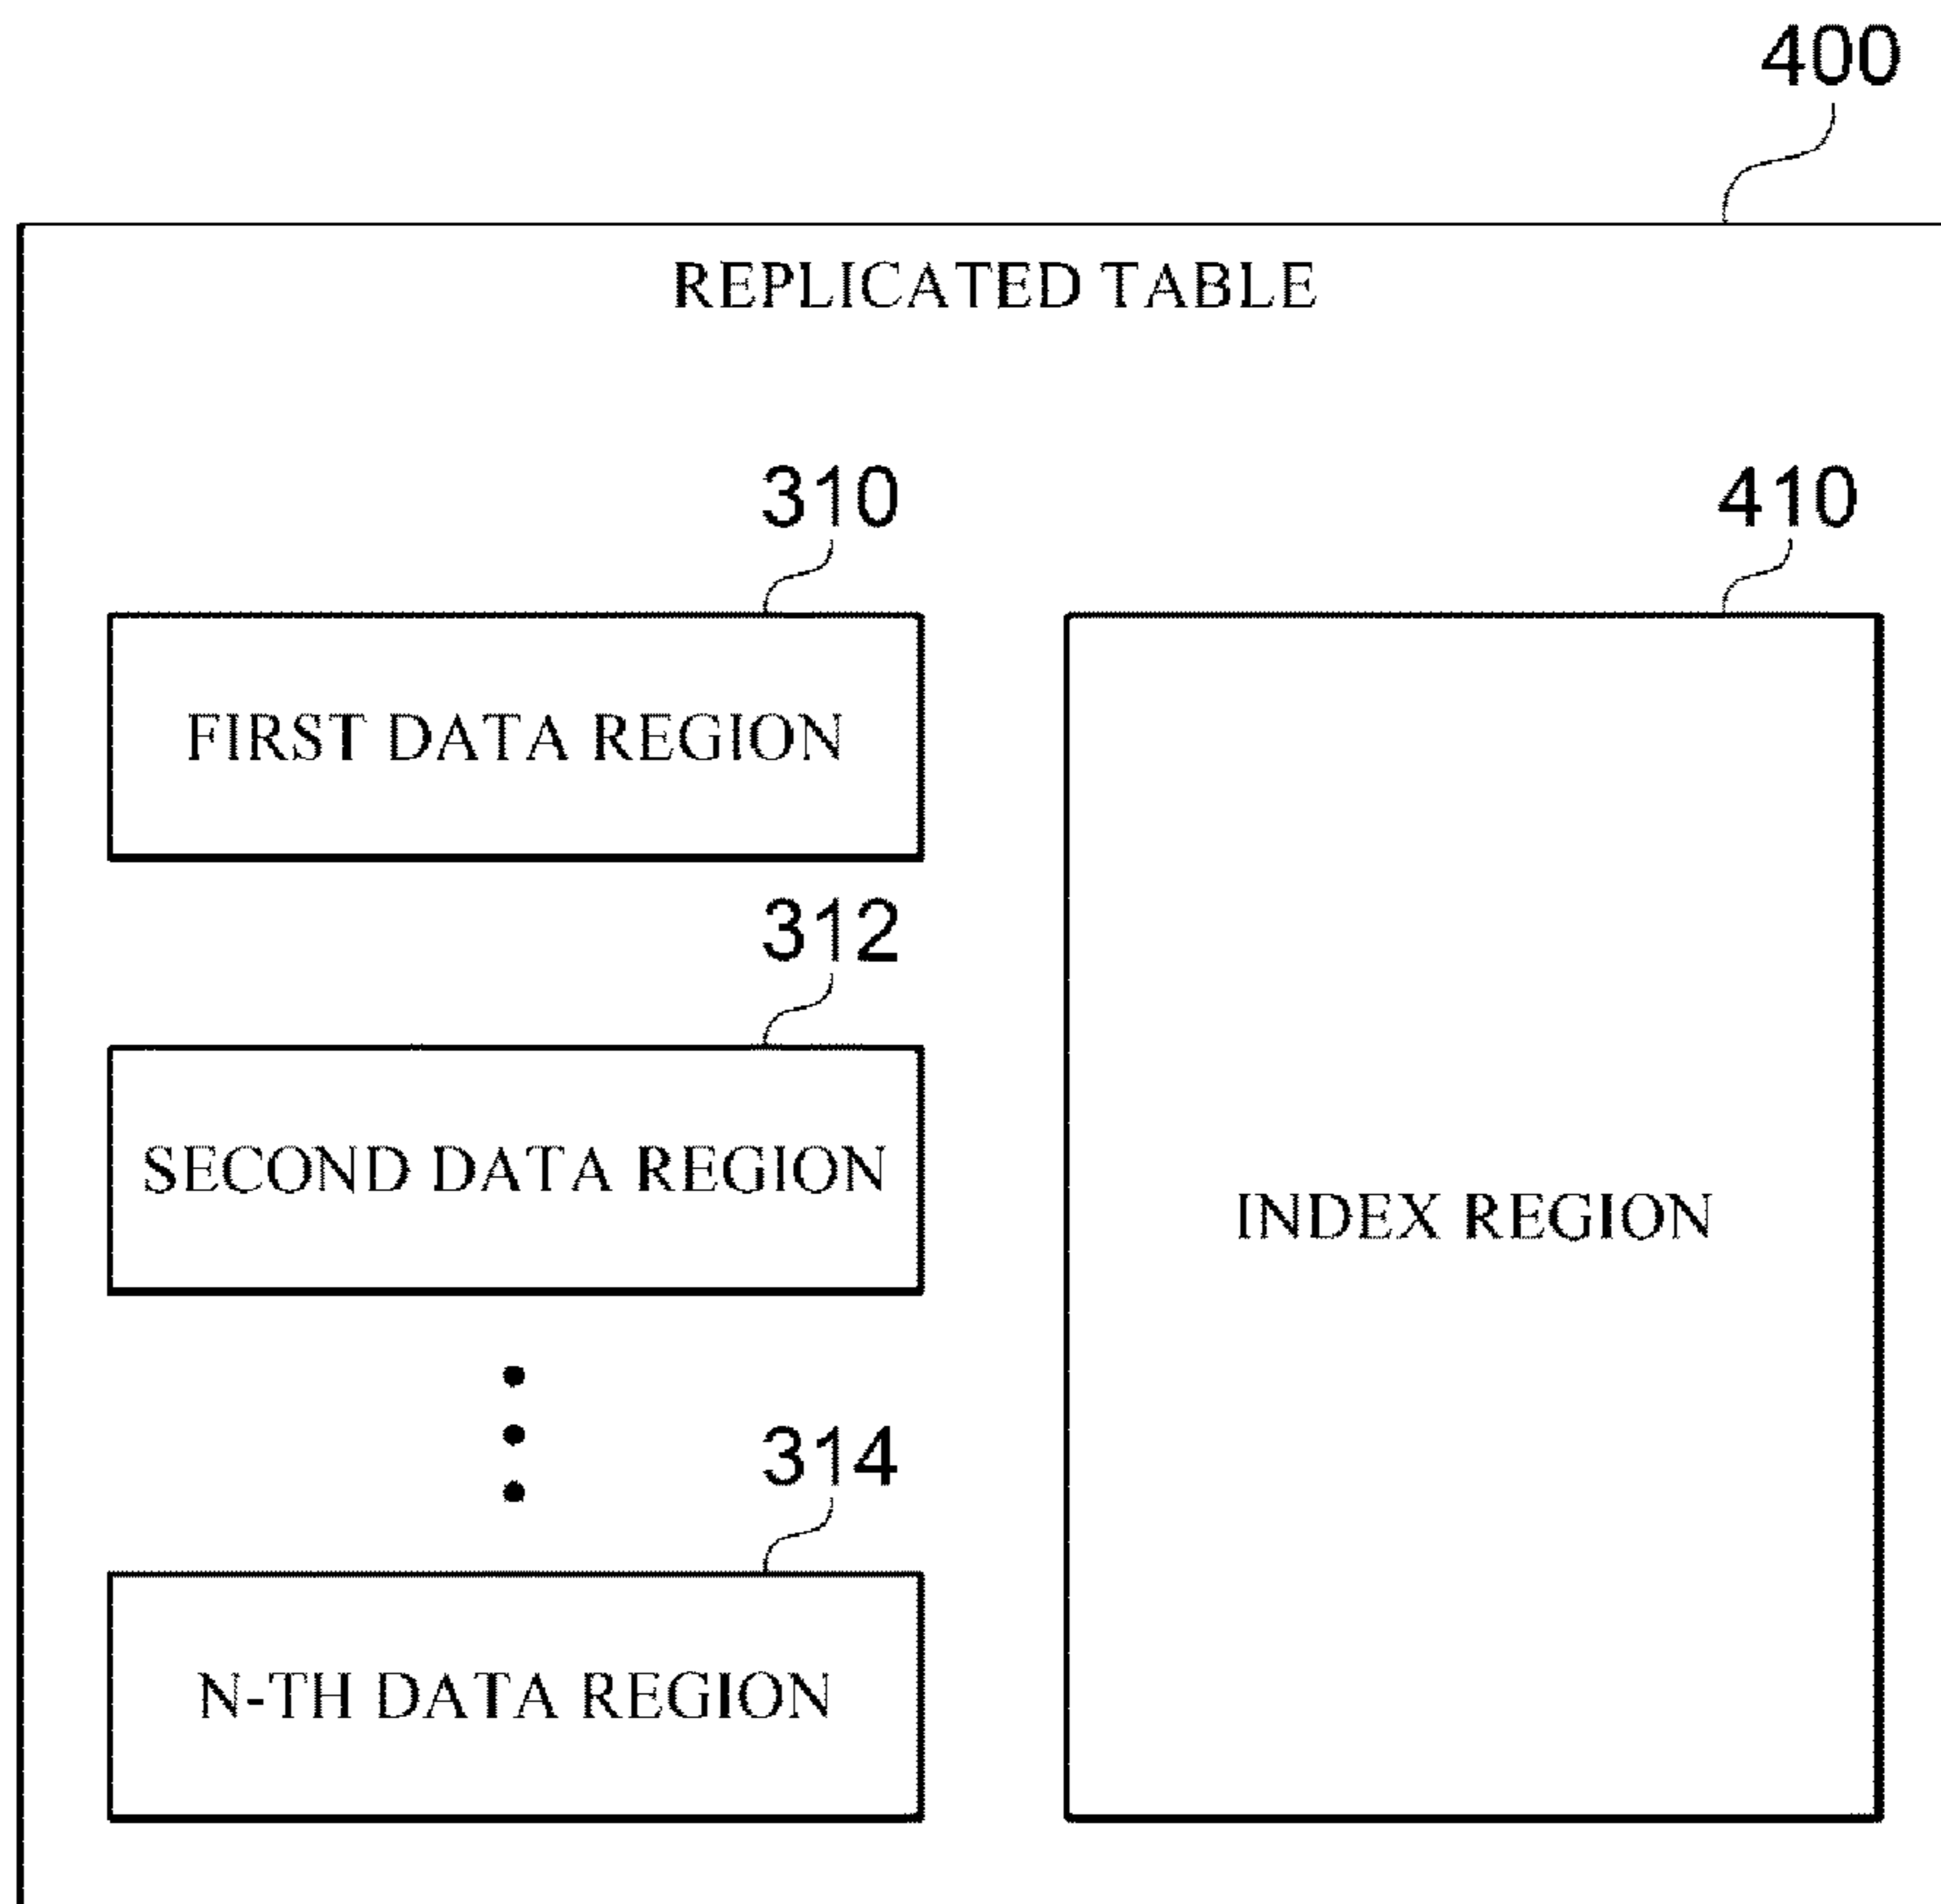 400
REPLICATED TABLE
310
410
FIRST DATA REGION
312
SECOND DATA REGION
INDEX REGION
314
N-TH DATA REGION